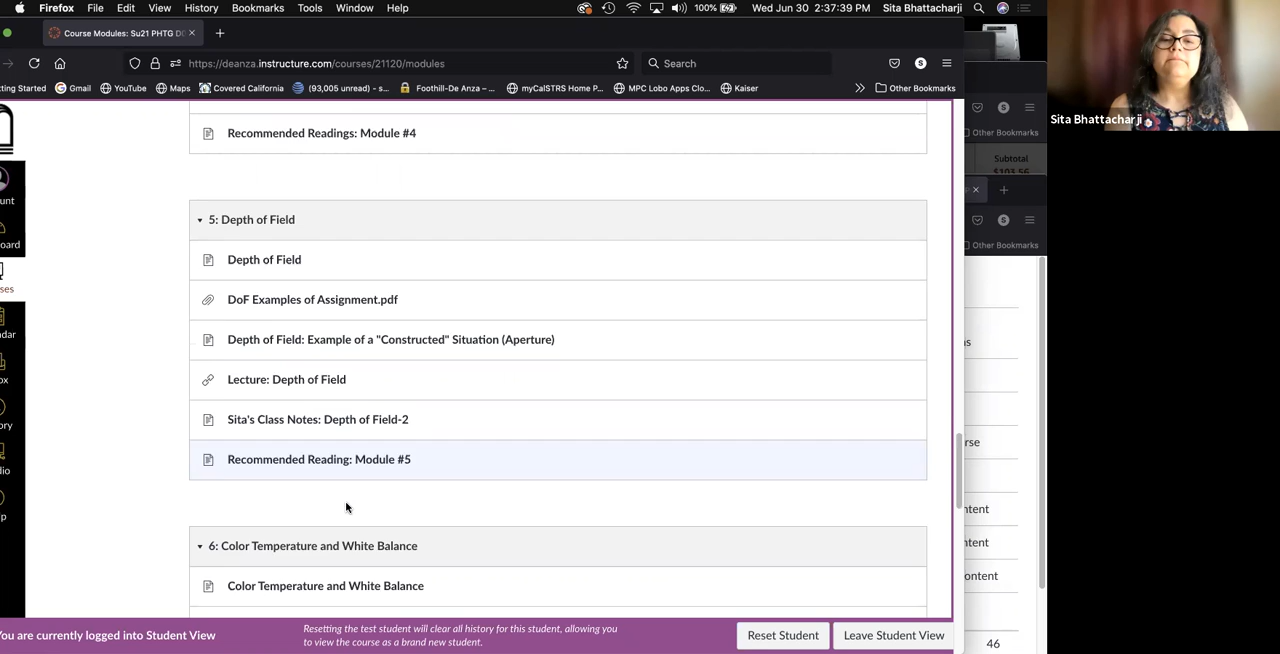 Firefox File Edit View History Bookmarks Tools Window Help 100% Wed Jun 30 2:37:39 PM Sita Bhattacharji
Course Modules: Su21 PHTG
https://deanza.instructure.com/courses/21120/modules Search
Started Gmail YouTube Maps Covered California (93,005 unread) - s... Foothill-De Anza – ... myCalSTRS Home P... MPC Lobo Apps Clo... Kaiser Other Bookmarks
Sita Bhattacharji
Other Bookmarks
Subtotal
$103.56
Other Bookmarks
Recommended Readings: Module #4
5: Depth of Field
Depth of Field
DoF Examples of Assignment.pdf
Depth of Field: Example of a "Constructed" Situation (Aperture)
Lecture: Depth of Field
Sita's Class Notes: Depth of Field-2
Recommended Reading: Module #5
6: Color Temperature and White Balance
Color Temperature and White Balance
You are currently logged into Student View
Resetting the test student will clear all history for this student, allowing you
to view the course as a brand new student.
Reset Student
Leave Student View
46